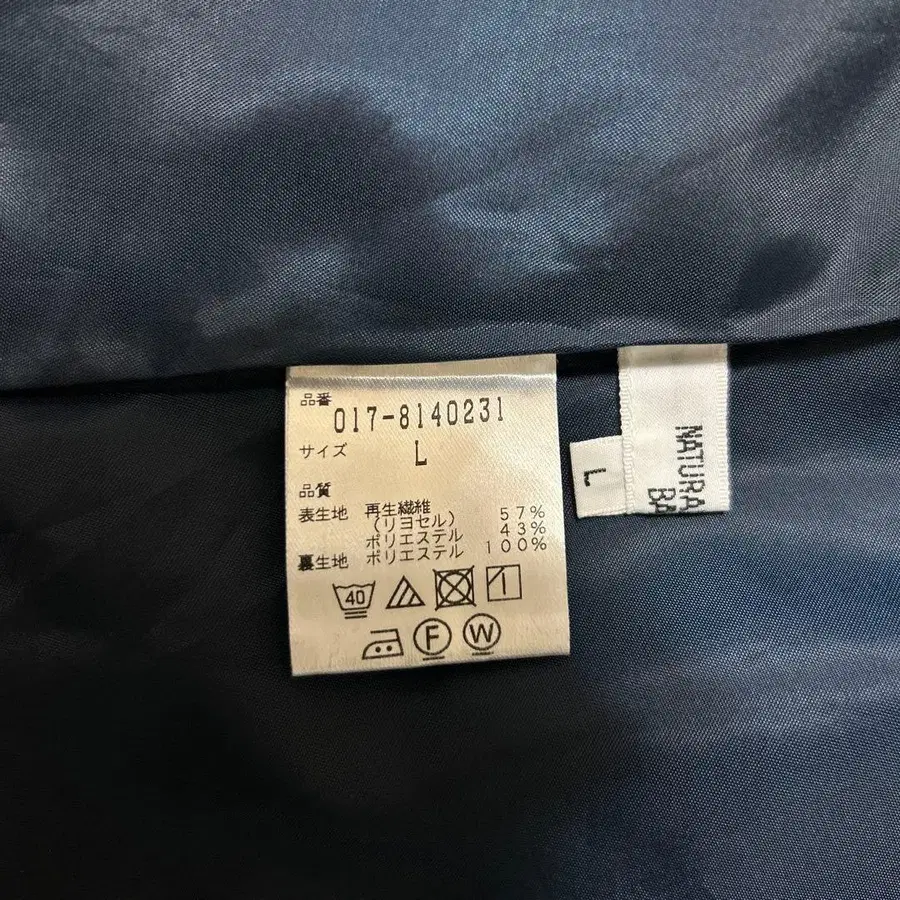 品番
017-8140231
サイズ L
品質
表生地 再生繊維 57%
(リヨセル)
ポリエステル 43%
裏生地 ポリエステル 100%
40
F W
L
NATURA
BA